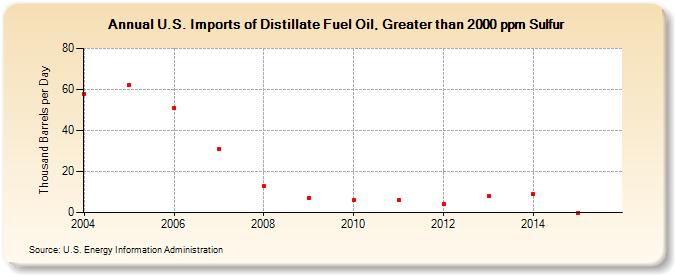 Annual U.S. Imports of Distillate Fuel Oil, Greater than 2000 ppm Sulfur
Thousand Barrels per Day
80
60
40
20
0
2004 2006 2008 2010 2012 2014
Source: U.S. Energy Information Administration